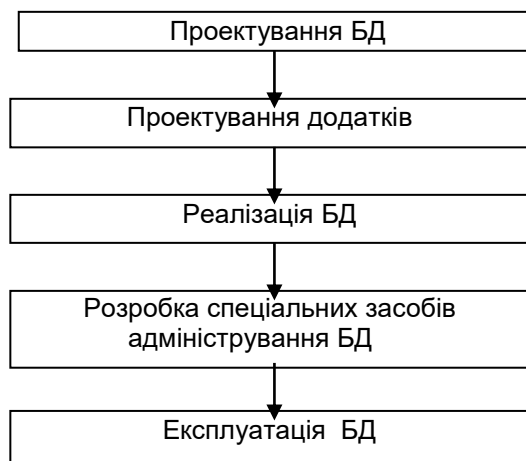 Проектування БД
Проектування додатків
Реалізація БД
Розробка спеціальних засобів
адміністрування БД
Експлуатація БД